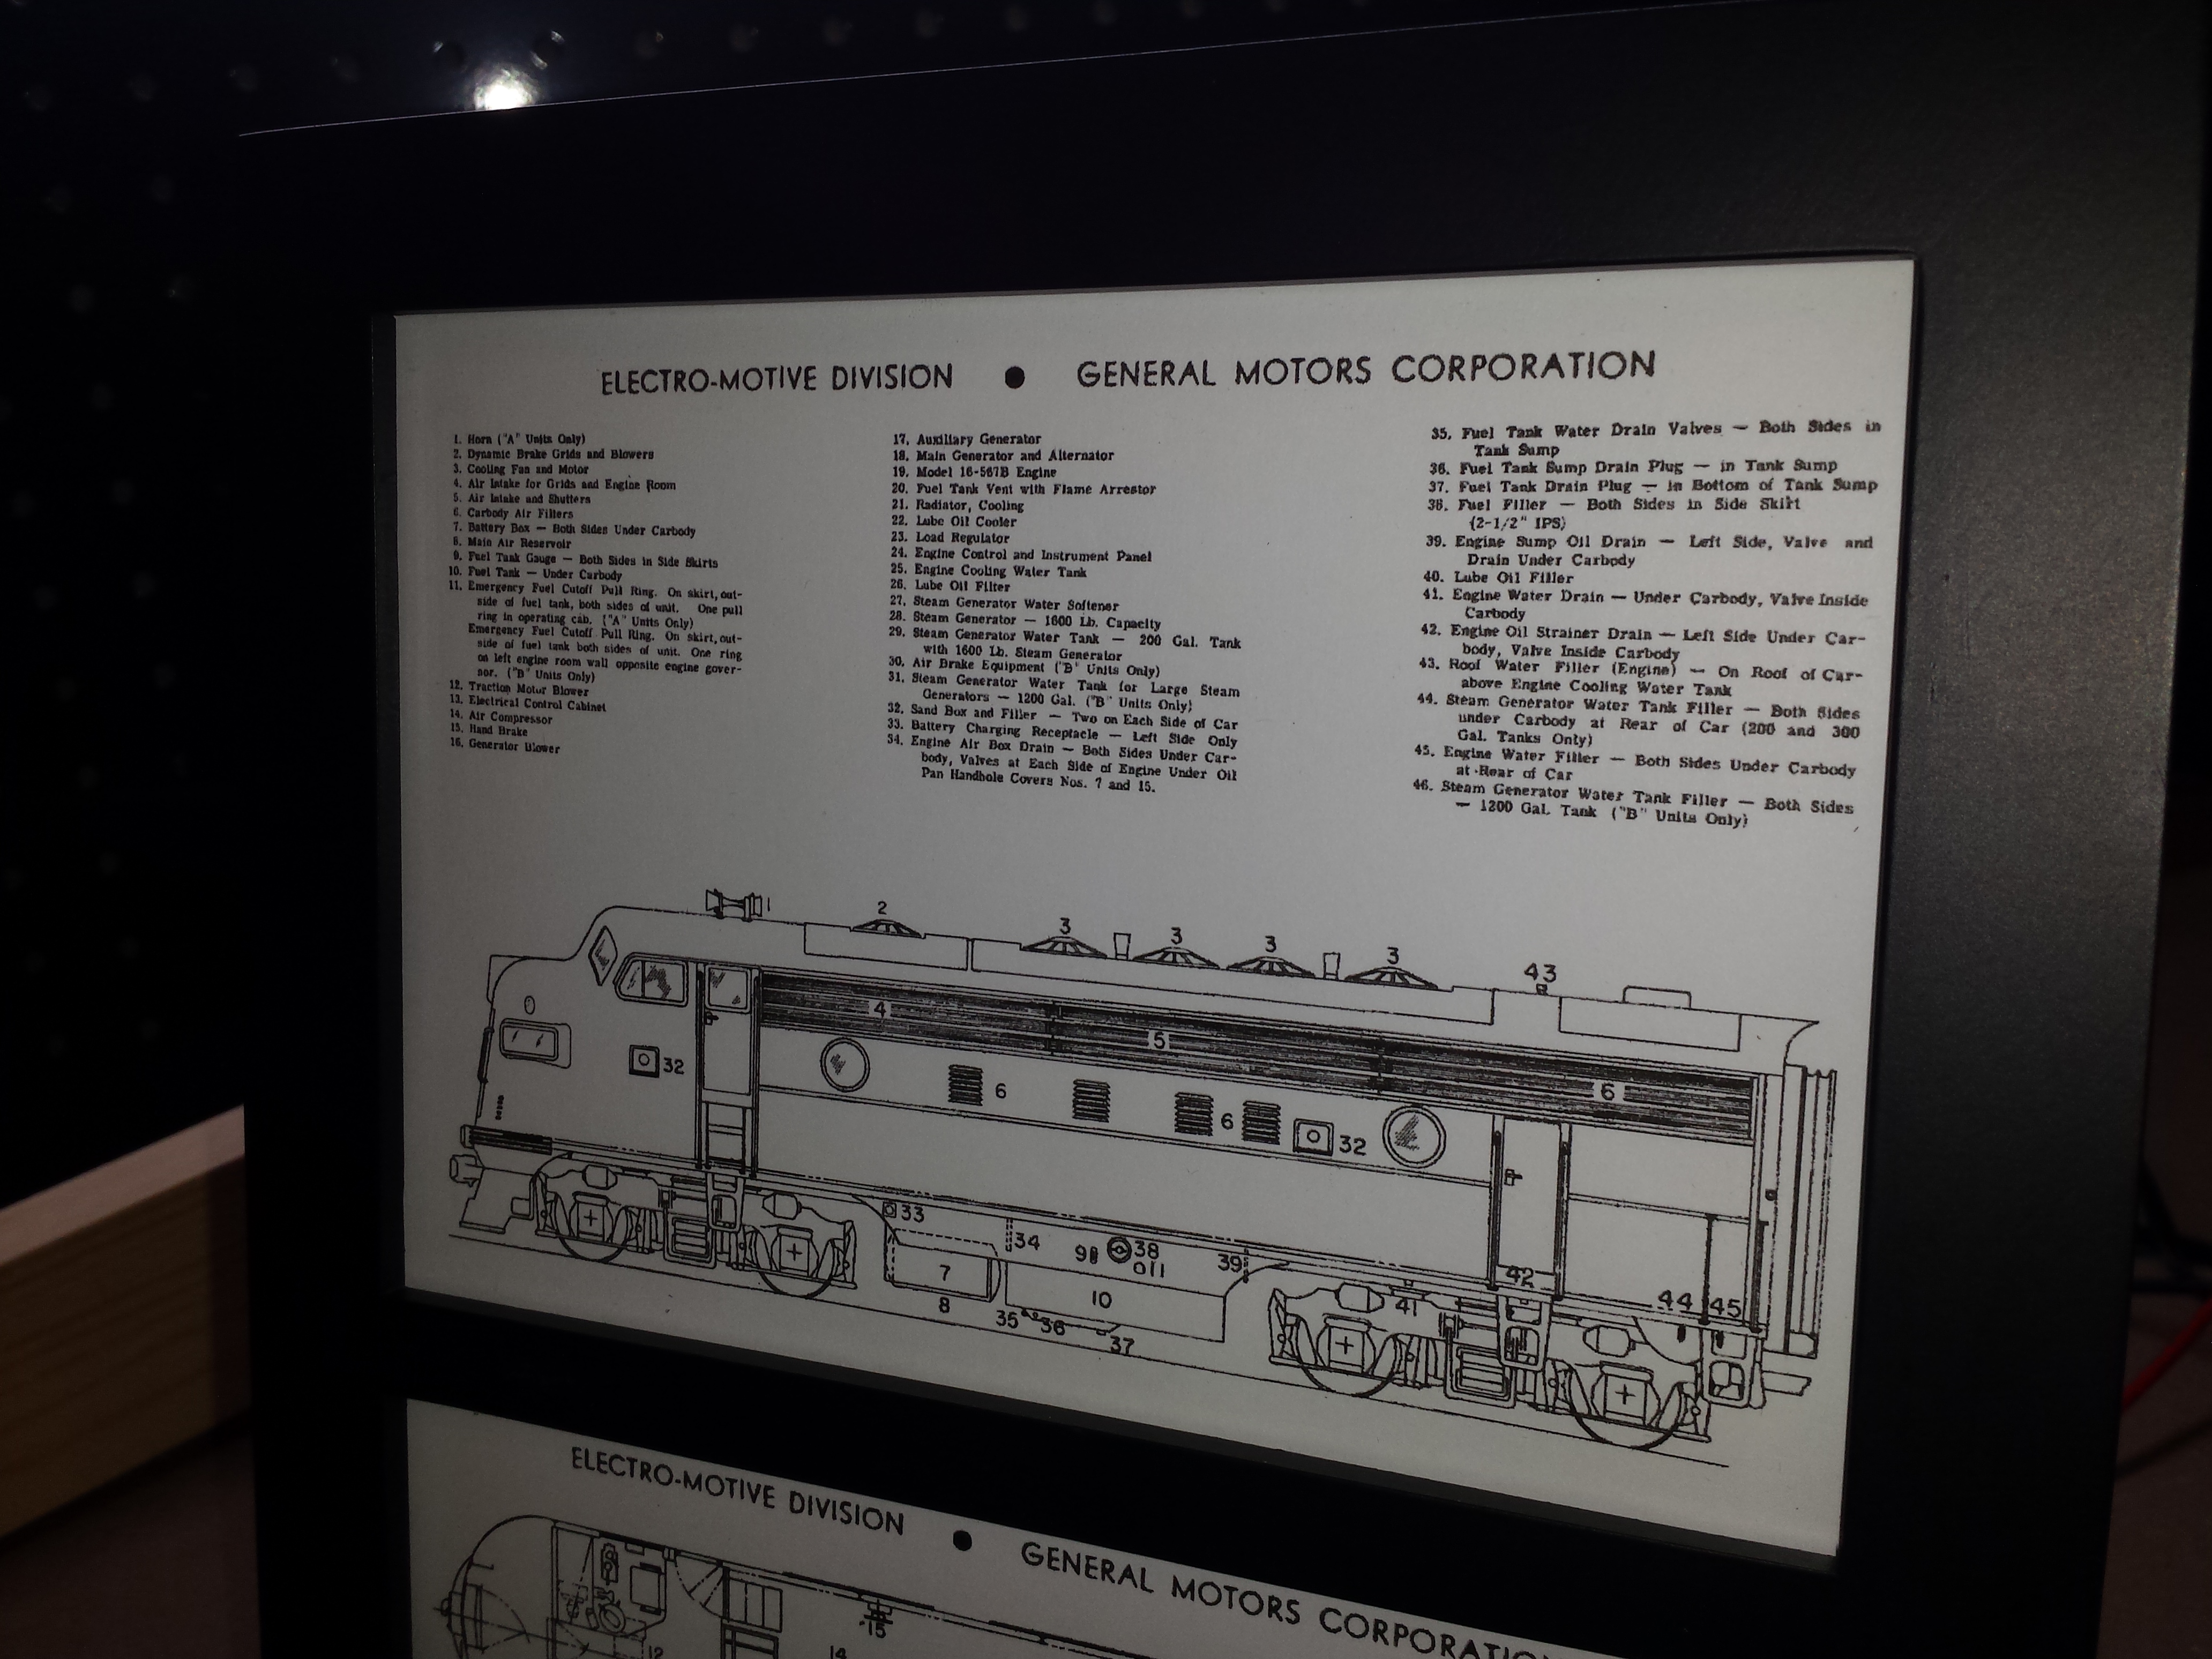 ELECTRO-MOTIVE DIVISION ● GENERAL MOTORS CORPORATION
1. Horn ("A" Units Only)
2. Dynamic Brake Grids and Blowers
3. Cooling Fan and Motor
4. Air Intake for Grids and Engine Room
5. Air Intake and Shutters
6. Carbody Air Filters
7. Battery Box — Both Sides Under Carbody
8. Main Air Reservoir
9. Fuel Tank Gauge — Both Sides in Side Skirts
10. Fuel Tank — Under Carbody
11. Emergency Fuel Cutoff Pull Ring. On skirt, out-
side of fuel tank, both sides of unit. One pull
ring in operating cab. ("A" Units Only)
Emergency Fuel Cutoff Pull Ring. On skirt, out-
side of fuel tank both sides of unit. One ring
on left engine room wall opposite engine gover-
nor. ("B" Units Only)
12. Traction Motor Blower
13. Electrical Control Cabinet
14. Air Compressor
15. Hand Brake
16. Generator Blower
17. Auxiliary Generator
18. Main Generator and Alternator
19. Model 16-567B Engine
20. Fuel Tank Vent with Flame Arrestor
21. Radiator, Cooling
22. Lube Oil Cooler
23. Load Regulator
24. Engine Control and Instrument Panel
25. Engine Cooling Water Tank
26. Lube Oil Filter
27. Steam Generator Water Softener
28. Steam Generator — 1600 Lb. Capacity
29. Steam Generator Water Tank — 200 Gal. Tank
with 1600 Lb. Steam Generator
30. Air Brake Equipment ("B" Units Only)
31. Steam Generator Water Tank for Large Steam
Generators — 1200 Gal. ("B" Units Only)
32. Sand Box and Filler — Two on Each Side of Car
33. Battery Charging Receptacle — Left Side Only
34. Engine Air Box Drain — Both Sides Under Car-
body, Valves at Each Side of Engine Under Oil
Pan Handhole Covers Nos. 7 and 15.
35. Fuel Tank Water Drain Valves — Both Sides in
Tank Sump
36. Fuel Tank Sump Drain Plug — in Tank Sump
37. Fuel Tank Drain Plug — in Bottom of Tank Sump
38. Fuel Filler — Both Sides in Side Skirt
(2-1/2" IPS)
39. Engine Sump Oil Drain — Left Side, Valve and
Drain Under Carbody
40. Lube Oil Filler
41. Engine Water Drain — Under Carbody, Valve Inside
Carbody
42. Engine Oil Strainer Drain — Left Side Under Car-
body, Valve Inside Carbody
43. Roof Water Filler (Engine) — On Roof of Car-
above Engine Cooling Water Tank
44. Steam Generator Water Tank Filler — Both Sides
under Carbody at Rear of Car (200 and 300
Gal. Tanks Only)
45. Engine Water Filler — Both Sides Under Carbody
at Rear of Car
46. Steam Generator Water Tank Filler — Both Sides
— 1200 Gal. Tank ("B" Units Only)
1 2 3 3 3 3 43
4 5 6
32 6 6 32
33 34 9 38 39 42
7 011 44 45
8 10 41
35 36 37
ELECTRO-MOTIVE DIVISION ● GENERAL MOTORS CORPORATION
15
12 14